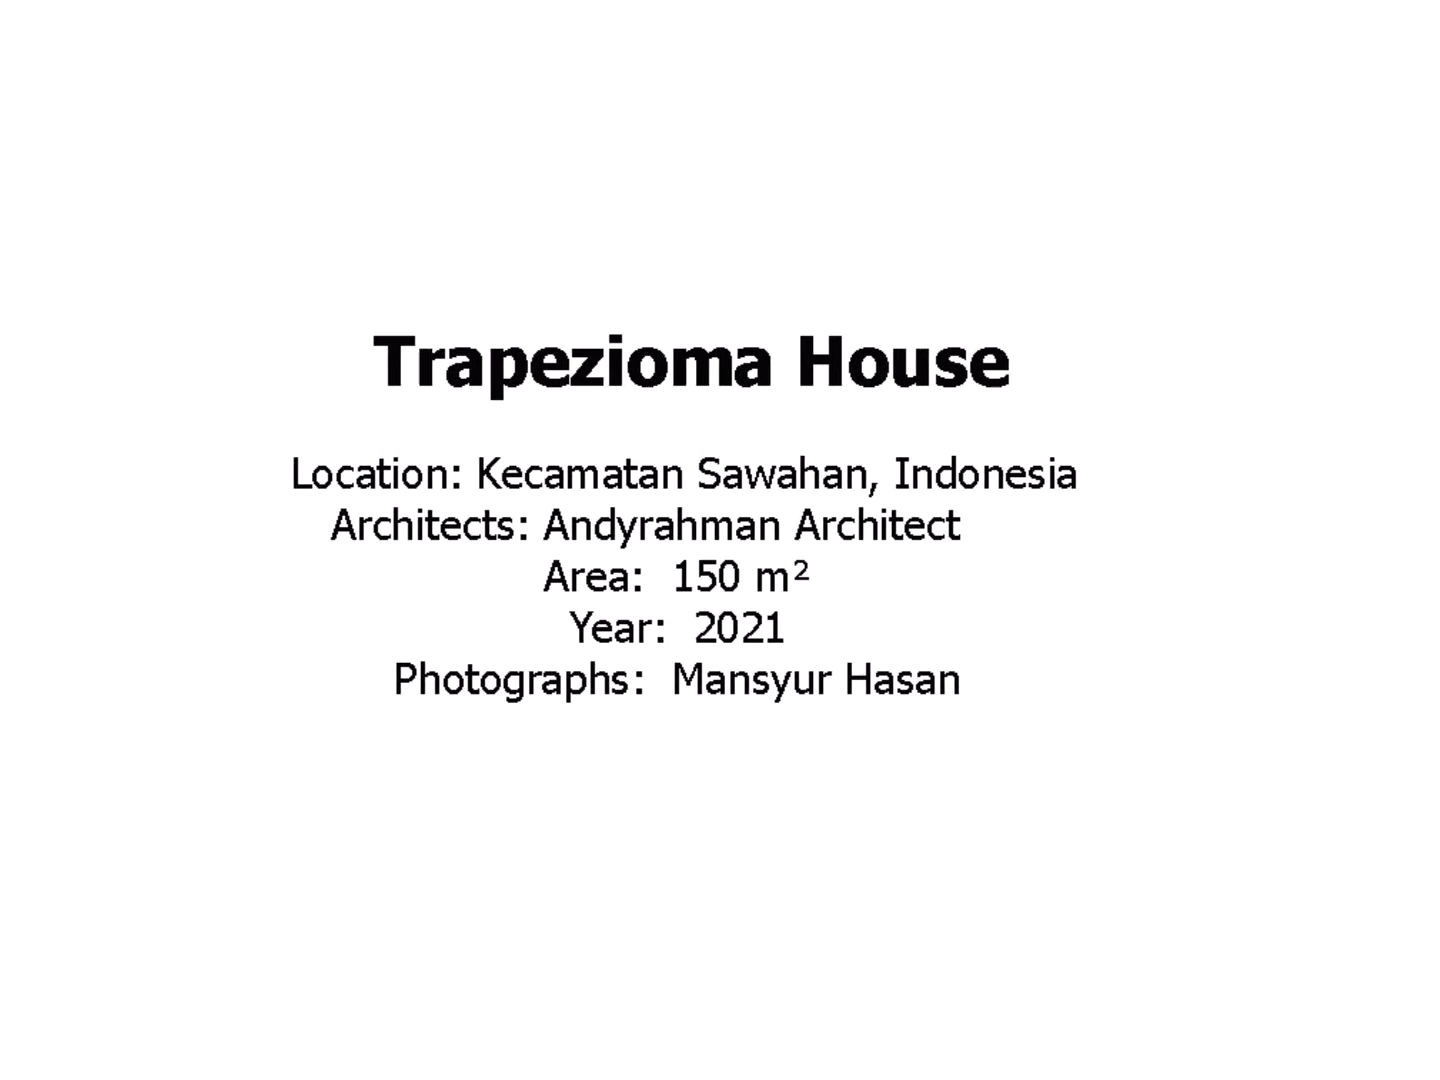 Trapezioma House
Location: Kecamatan Sawahan, Indonesia
Architects: Andyrahman Architect
Area: 150 m²
Year: 2021
Photographs: Mansyur Hasan